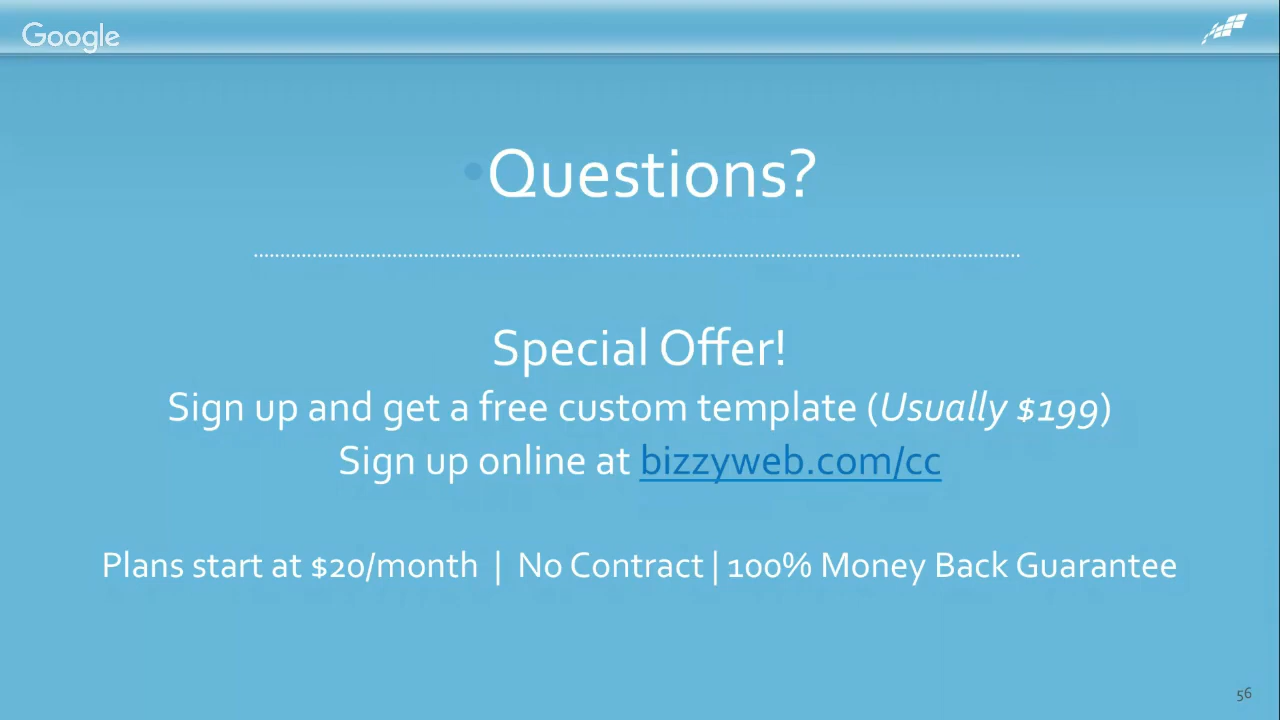 Google
•Questions?
Special Offer!
Sign up and get a free custom template (Usually $199)
Sign up online at bizzyweb.com/cc
Plans start at $20/month | No Contract | 100% Money Back Guarantee
56